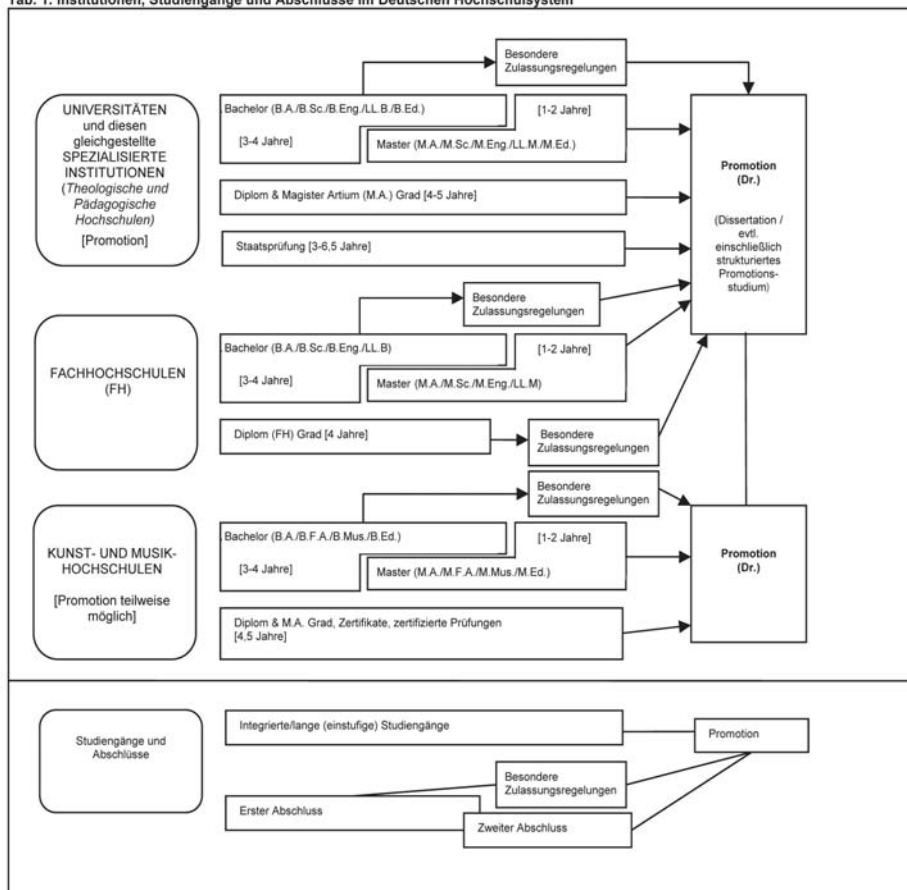 Tab. 1: Institutionen, Studiengänge und Abschlüsse im Deutschen Hochschulsystem
Besondere
Zulassungsregelungen
UNIVERSITÄTEN
und diesen
gleichgestellte
SPEZIALISIERTE
INSTITUTIONEN
(Theologische und
Pädagogische
Hochschulen)
[Promotion]
Bachelor (B.A./B.Sc./B.Eng./LL.B./B.Ed.)
[3-4 Jahre]
[1-2 Jahre]
Master (M.A./M.Sc./M.Eng./LL.M./M.Ed.)
Diplom & Magister Artium (M.A.) Grad [4-5 Jahre]
Staatsprüfung [3-6,5 Jahre]
Promotion
(Dr.)
(Dissertation /
evtl.
einschließlich
strukturiertes
Promotions-
studium)
Besondere
Zulassungsregelungen
FACHHOCHSCHULEN
(FH)
Bachelor (B.A./B.Sc./B.Eng./LL.B)
[3-4 Jahre]
[1-2 Jahre]
Master (M.A./M.Sc./M.Eng./LL.M)
Diplom (FH) Grad [4 Jahre]
Besondere
Zulassungsregelungen
Besondere
Zulassungsregelungen
KUNST- UND MUSIK-
HOCHSCHULEN
[Promotion teilweise
möglich]
Bachelor (B.A./B.F.A./B.Mus./B.Ed.)
[3-4 Jahre]
[1-2 Jahre]
Master (M.A./M.F.A./M.Mus./M.Ed.)
Diplom & M.A. Grad, Zertifikate, zertifizierte Prüfungen
[4,5 Jahre]
Promotion
(Dr.)
Studiengänge und
Abschlüsse
Integrierte/lange (einstufige) Studiengänge
Promotion
Besondere
Zulassungsregelungen
Erster Abschluss
Zweiter Abschluss